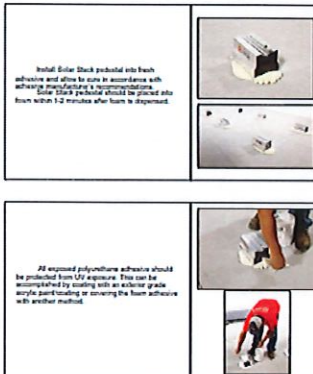 Install Solar Stack pedestal into fresh
adhesive and allow to cure in accordance with
adhesive manufacturer's recommendations.
Solar Stack pedestal should be placed into
foam within 1-2 minutes after foam is dispensed.
All exposed polyurethane adhesive should
be protected from UV exposure. This can be
accomplished by coating with an exterior grade
acrylic paint/coating or covering the foam adhesive
with another method.